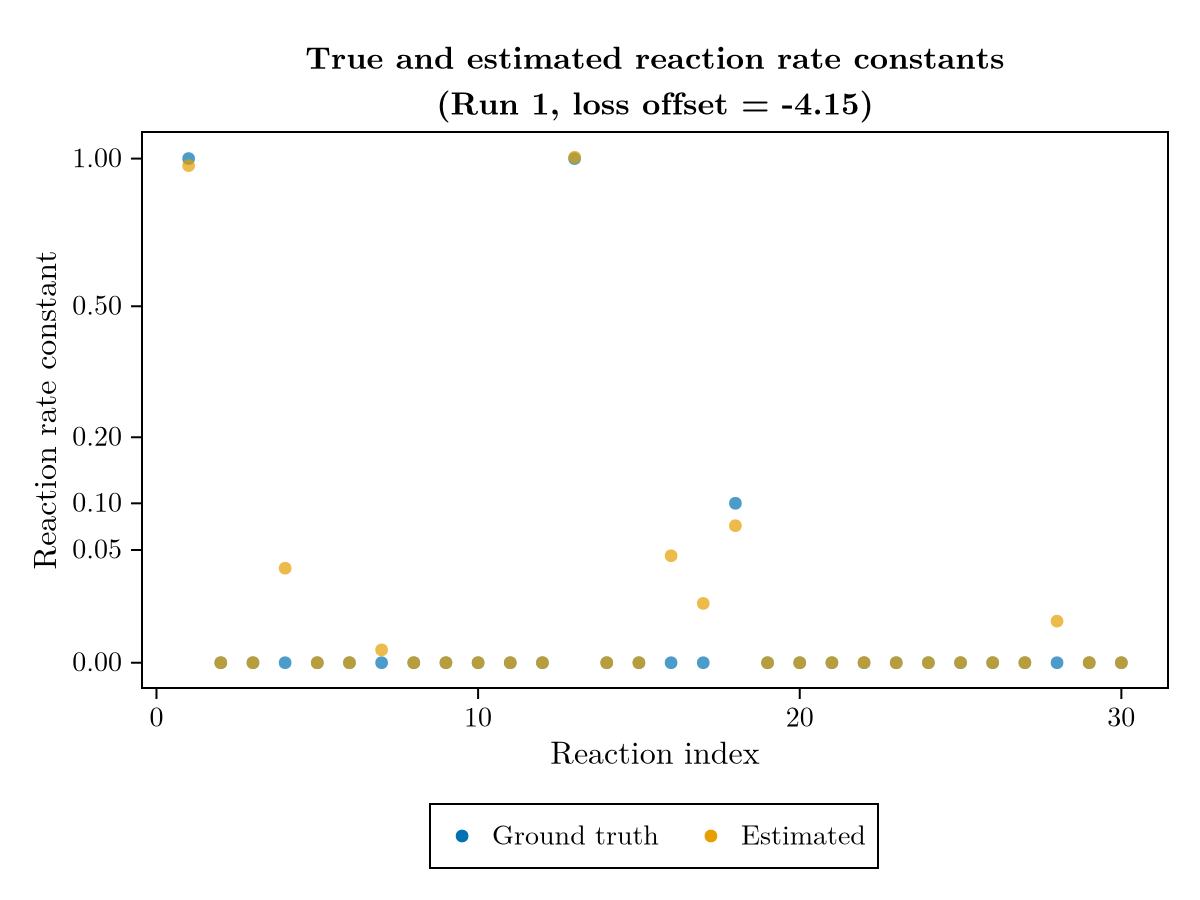 True and estimated reaction rate constants
(Run 1, loss offset = -4.15)
Reaction rate constant
1.00
0.50
0.20
0.10
0.05
0.00
0 10 20 30
Reaction index
Ground truth Estimated